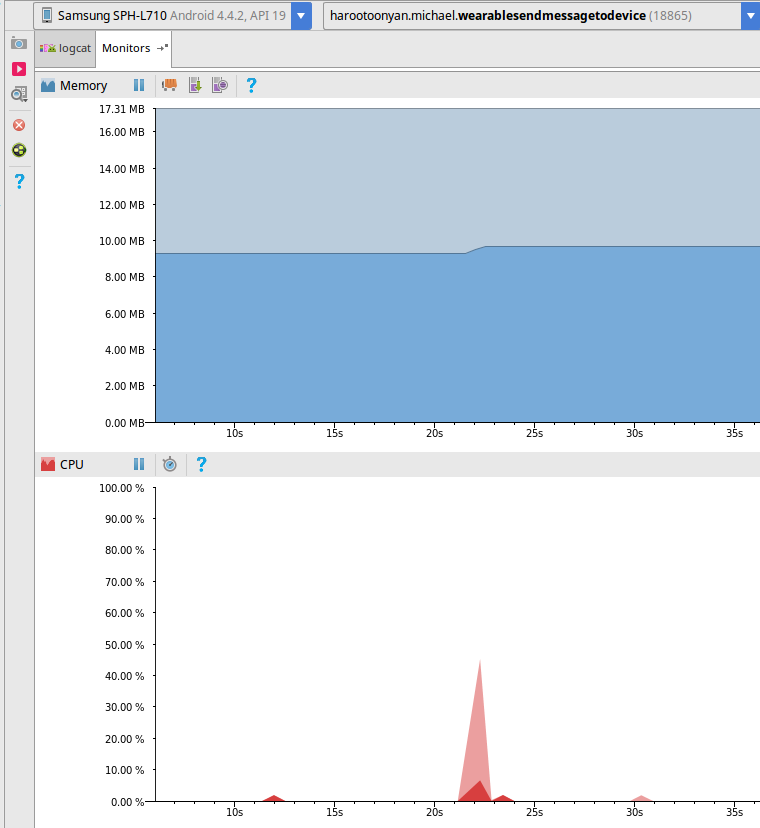 Samsung SPH-L710 Android 4.4.2, API 19
harootoonyan.michael.wearablesendmessagetodevice (18865)
logcat
Monitors
Memory
?
17.31 MB
16.00 MB
14.00 MB
12.00 MB
10.00 MB
8.00 MB
6.00 MB
4.00 MB
2.00 MB
0.00 MB
10s 15s 20s 25s 30s 35s
CPU
?
100.00 %
90.00 %
80.00 %
70.00 %
60.00 %
50.00 %
40.00 %
30.00 %
20.00 %
10.00 %
0.00 %
10s 15s 20s 25s 30s 35s
?